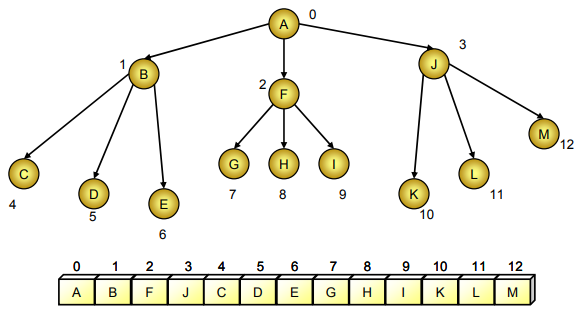 A 0
1 B
2 F
J 3
C
4
D
5
E
6
G
7
H
8
I
9
K
10
L
11
M
12
0 1 2 3 4 5 6 7 8 9 10 11 12
A B F J C D E G H I K L M